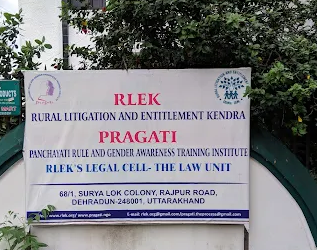 RLEK
RURAL LITIGATION AND ENTITLEMENT KENDRA
PRAGATI
PANCHAYATI RULE AND GENDER AWARENESS TRAINING INSTITUTE
RLEK'S LEGAL CELL- THE LAW UNIT
68/1, SURYA LOK COLONY, RAJPUR ROAD,
DEHRADUN-248001, UTTARAKHAND